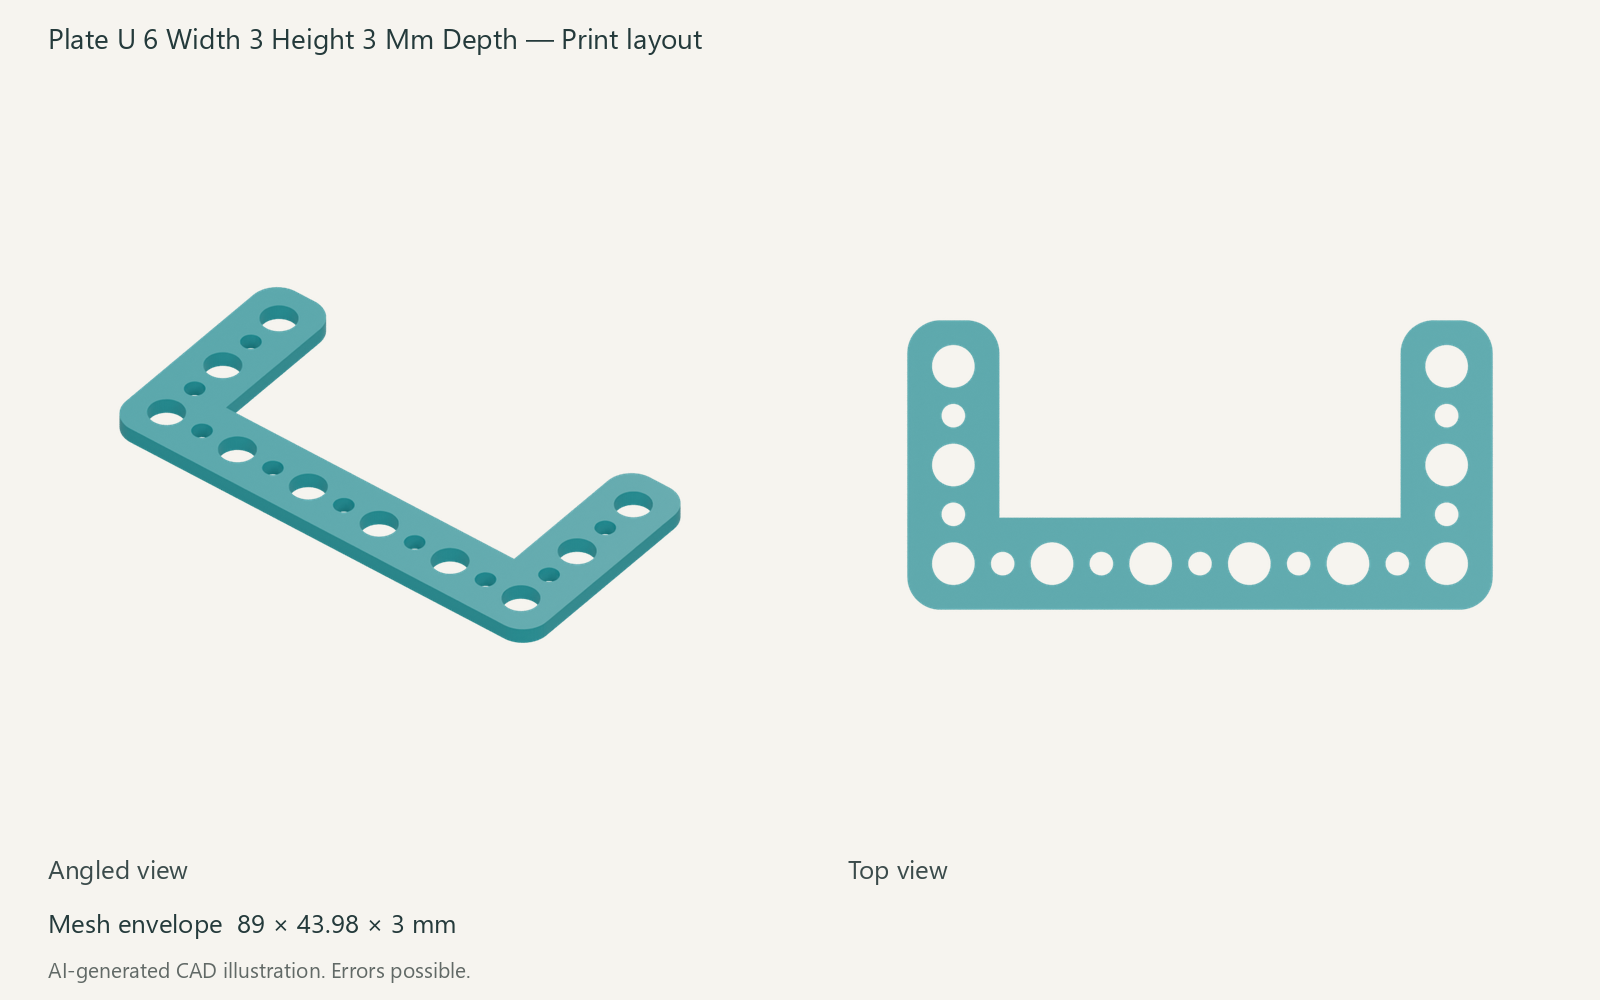 Plate U 6 Width 3 Height 3 Mm Depth — Print layout
Angled view
Top view
Mesh envelope  89 × 43.98 × 3 mm
AI-generated CAD illustration. Errors possible.